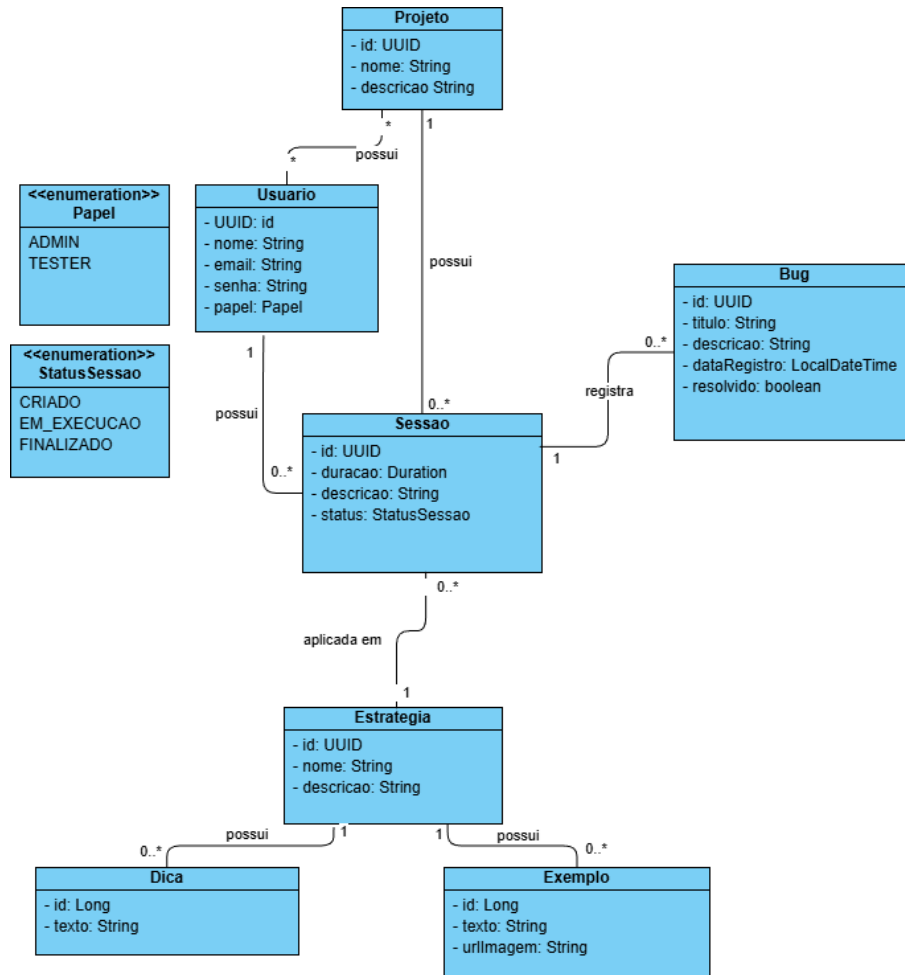 Projeto
- id: UUID
- nome: String
- descricao String
*
1
possui
*
<<enumeration>>
Papel
ADMIN
TESTER
Usuario
- UUID: id
- nome: String
- email: String
- senha: String
- papel: Papel
possui
Bug
- id: UUID
- titulo: String
- descricao: String
- dataRegistro: LocalDateTime
- resolvido: boolean
<<enumeration>>
StatusSessao
CRIADO
EM_EXECUCAO
FINALIZADO
1
0..*
registra
possui
0..*
Sessao
- id: UUID
- duracao: Duration
- descricao: String
- status: StatusSessao
1
0..*
0..*
aplicada em
1
Estrategia
- id: UUID
- nome: String
- descricao: String
possui
1
1
possui
0..*
0..*
Dica
- id: Long
- texto: String
Exemplo
- id: Long
- texto: String
- urlImagem: String